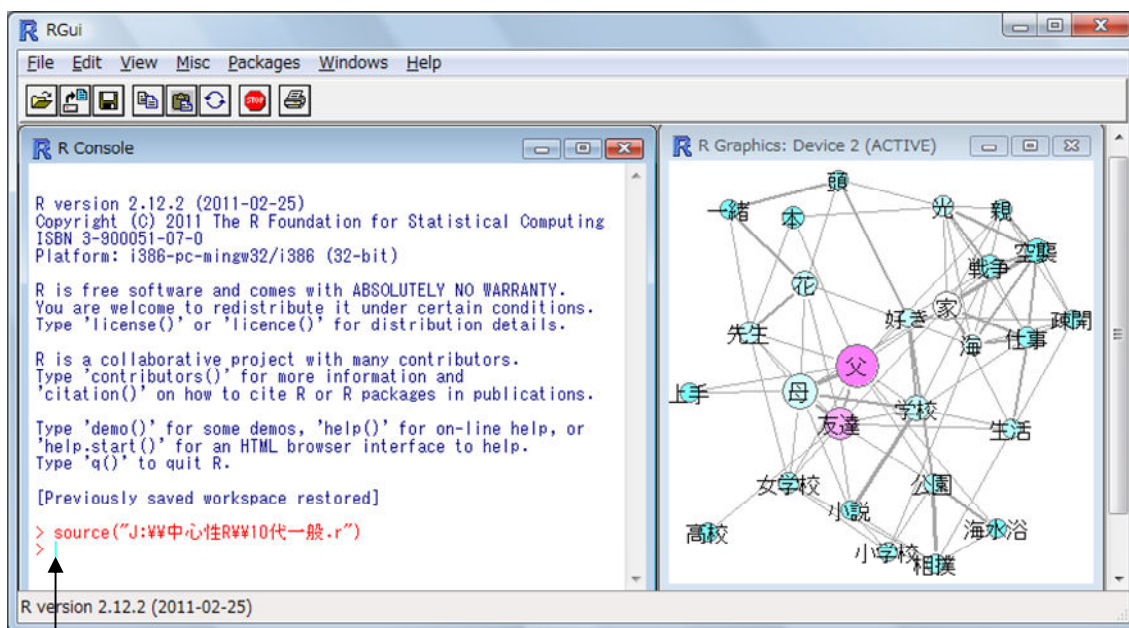 RGui
File Edit View Misc Packages Windows Help
STOP
R Console
R version 2.12.2 (2011-02-25)
Copyright (C) 2011 The R Foundation for Statistical Computing
ISBN 3-900051-07-0
Platform: i386-pc-mingw32/i386 (32-bit)
R is free software and comes with ABSOLUTELY NO WARRANTY.
You are welcome to redistribute it under certain conditions.
Type 'license()' or 'licence()' for distribution details.
R is a collaborative project with many contributors.
Type 'contributors()' for more information and
'citation()' on how to cite R or R packages in publications.
Type 'demo()' for some demos, 'help()' for on-line help, or
'help.start()' for an HTML browser interface to help.
Type 'q()' to quit R.
[Previously saved workspace restored]
> source("J:¥¥中心性R¥¥10代一般.r")
>
R Graphics: Device 2 (ACTIVE)
頭
一緒
本
光
親
空襲
戦争
花
家
好き
疎開
先生
海
仕事
父
上手
母
学校
友達
生活
女学校
公園
小説
高校
海水浴
小学校
相撲
R version 2.12.2 (2011-02-25)